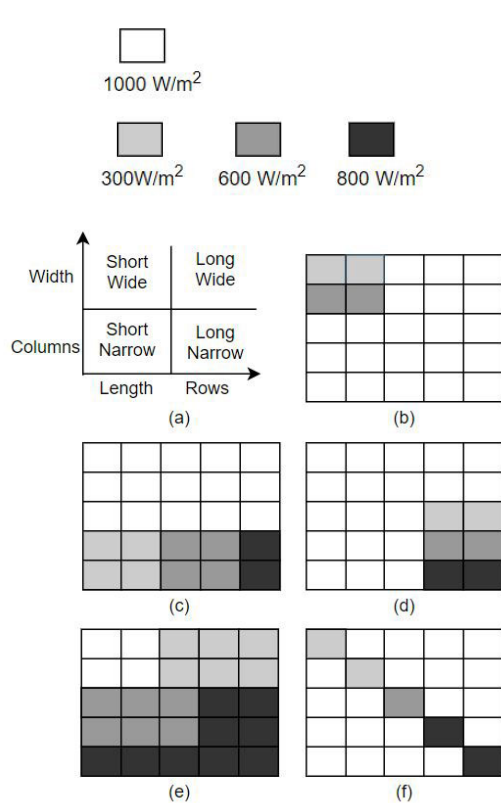 1000 W/m²
300W/m² 600 W/m² 800 W/m²
Width
Short
Wide
Long
Wide
Columns
Short
Narrow
Long
Narrow
Length Rows
(a)
(b)
(c)
(d)
(e)
(f)